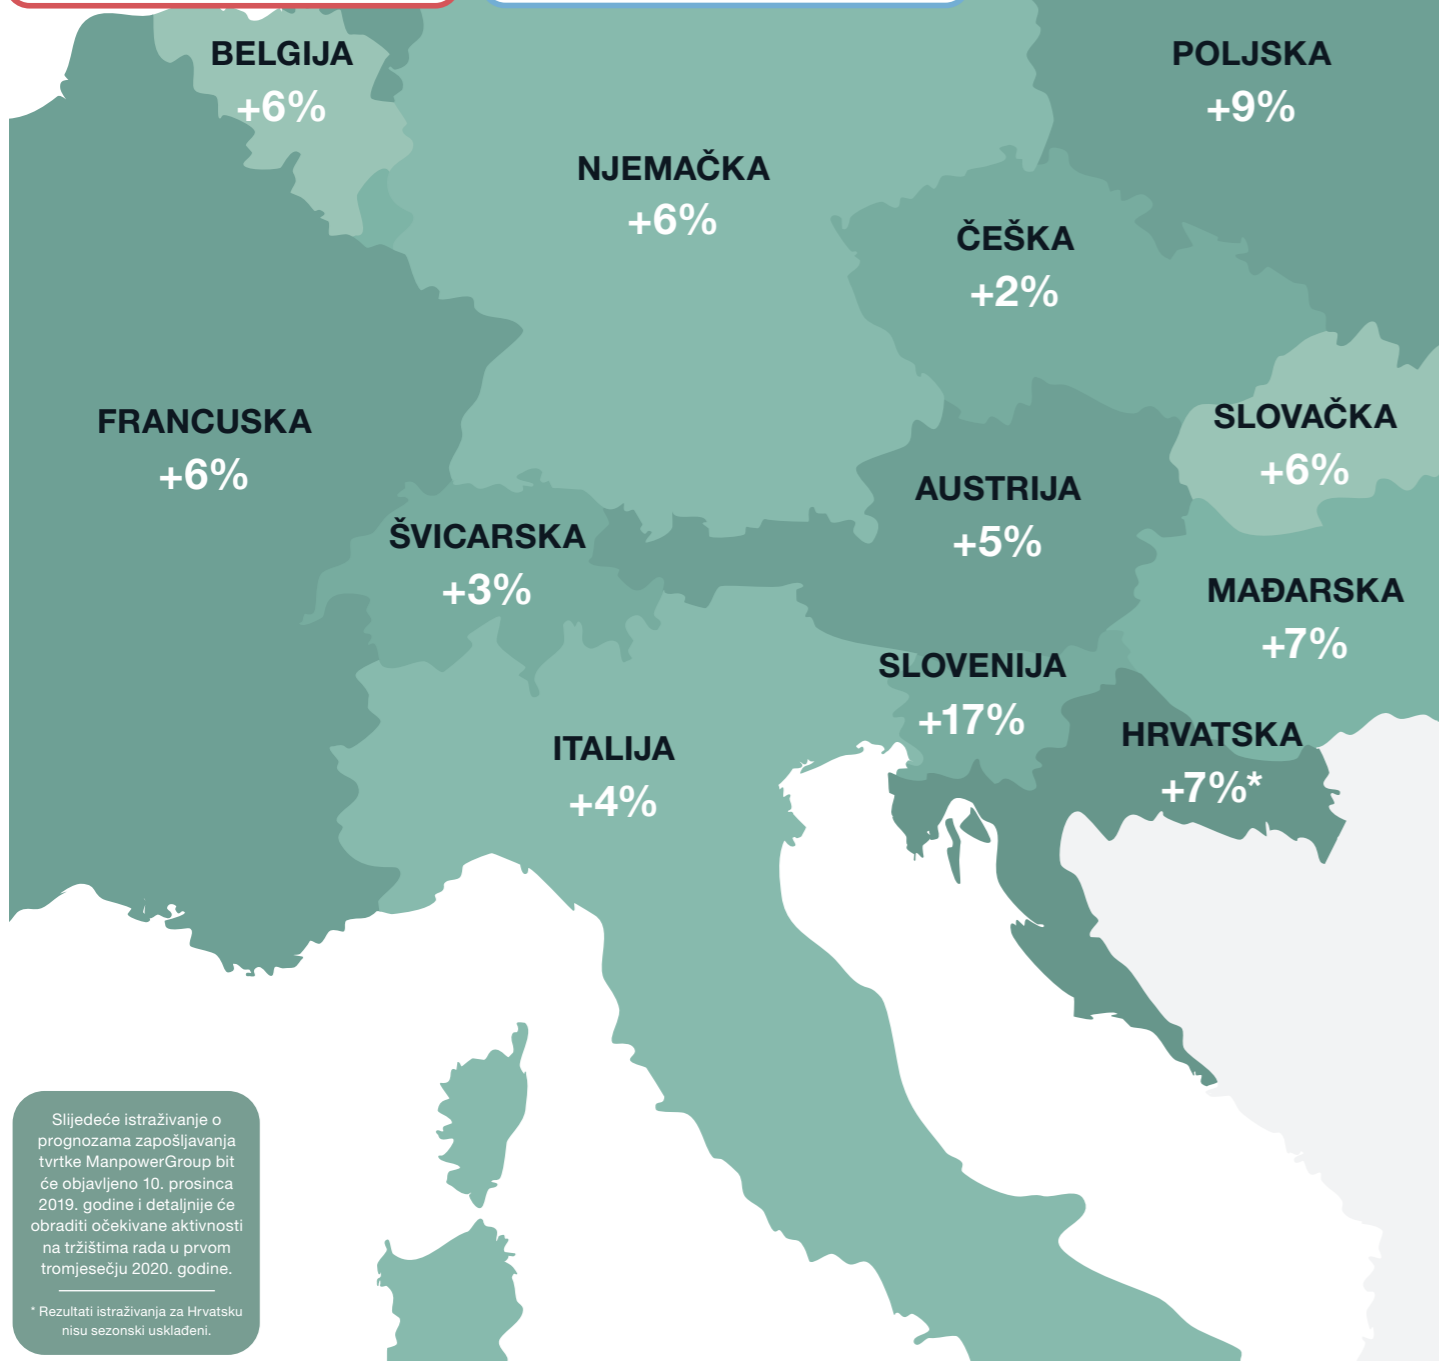 BELGIJA
+6%
POLJSKA
+9%
NJEMAČKA
+6%
ČEŠKA
+2%
FRANCUSKA
+6%
SLOVAČKA
+6%
AUSTRIJA
+5%
ŠVICARSKA
+3%
MAĐARSKA
+7%
SLOVENIJA
+17%
HRVATSKA
+7%*
ITALIJA
+4%
Slijedeće istraživanje o
prognozama zapošljavanja
tvrtke ManpowerGroup bit
će objavljeno 10. prosinca
2019. godine i detaljnije će
obraditi očekivane aktivnosti
na tržištima rada u prvom
tromjesečju 2020. godine.
* Rezultati istraživanja za Hrvatsku
nisu sezonski usklađeni.